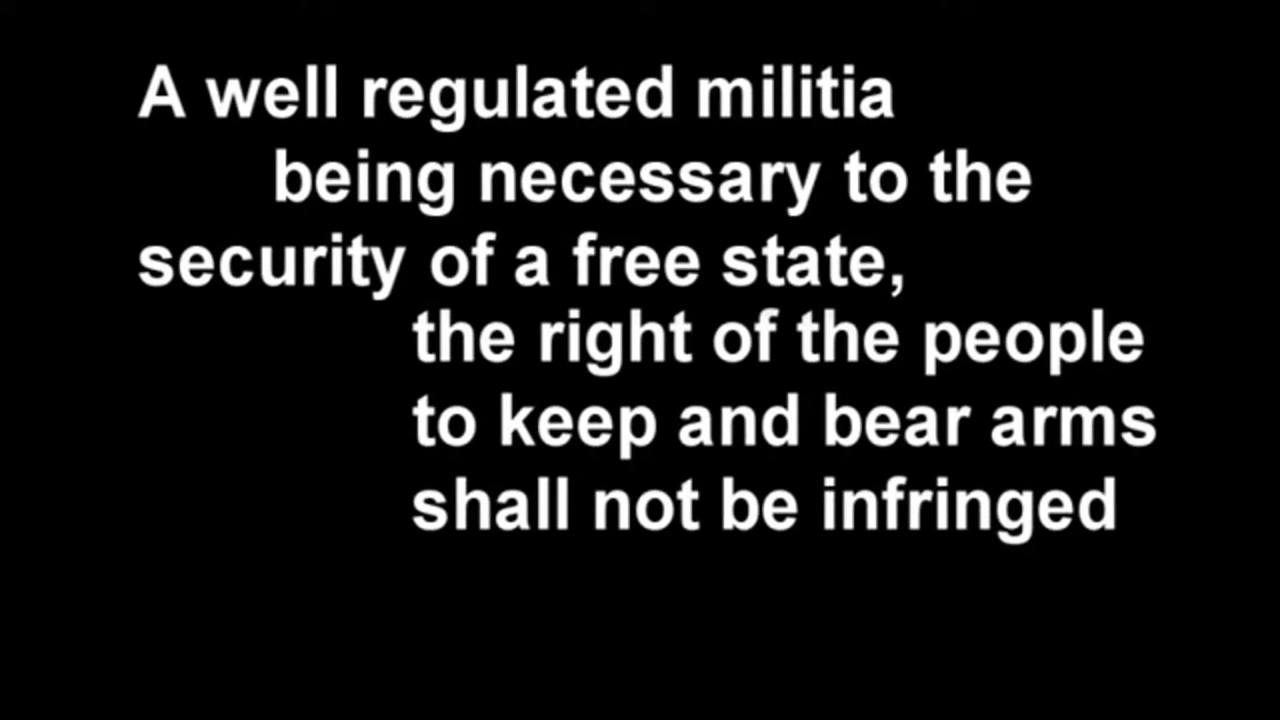 A well regulated militia
being necessary to the
security of a free state,
the right of the people
to keep and bear arms
shall not be infringed